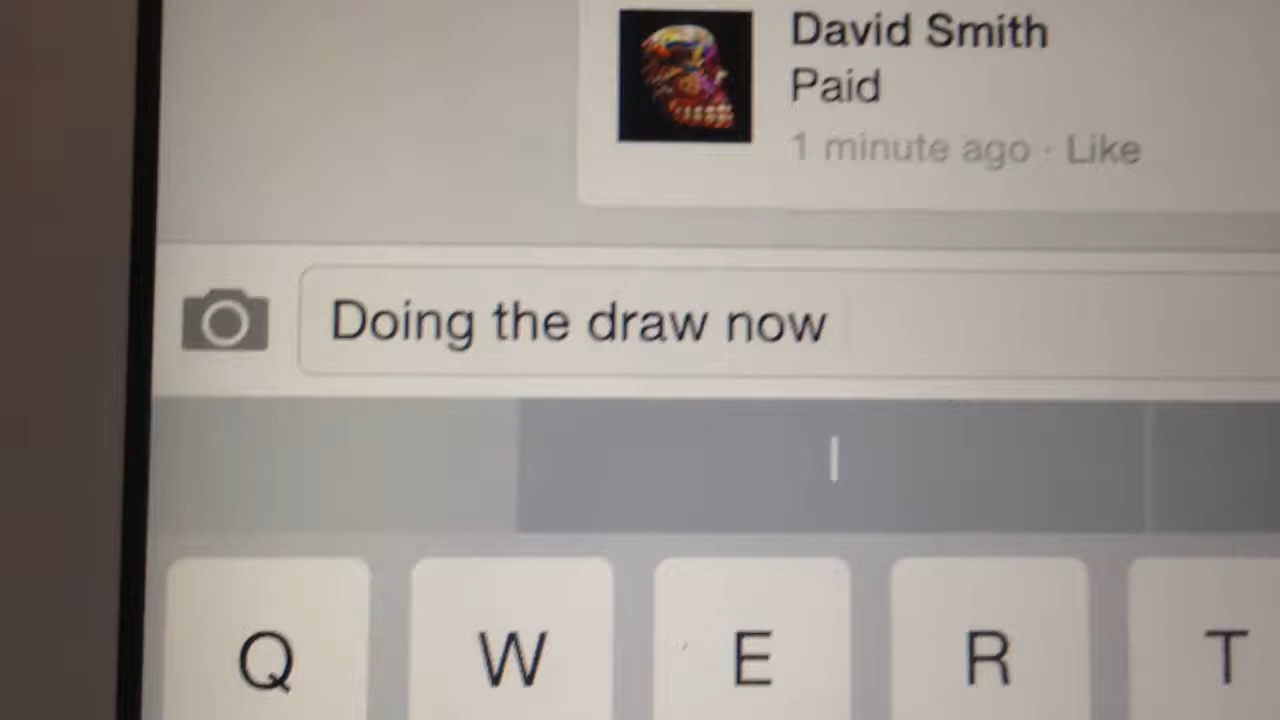 David Smith
Paid
1 minute ago · Like
Doing the draw now
I
Q W E R T